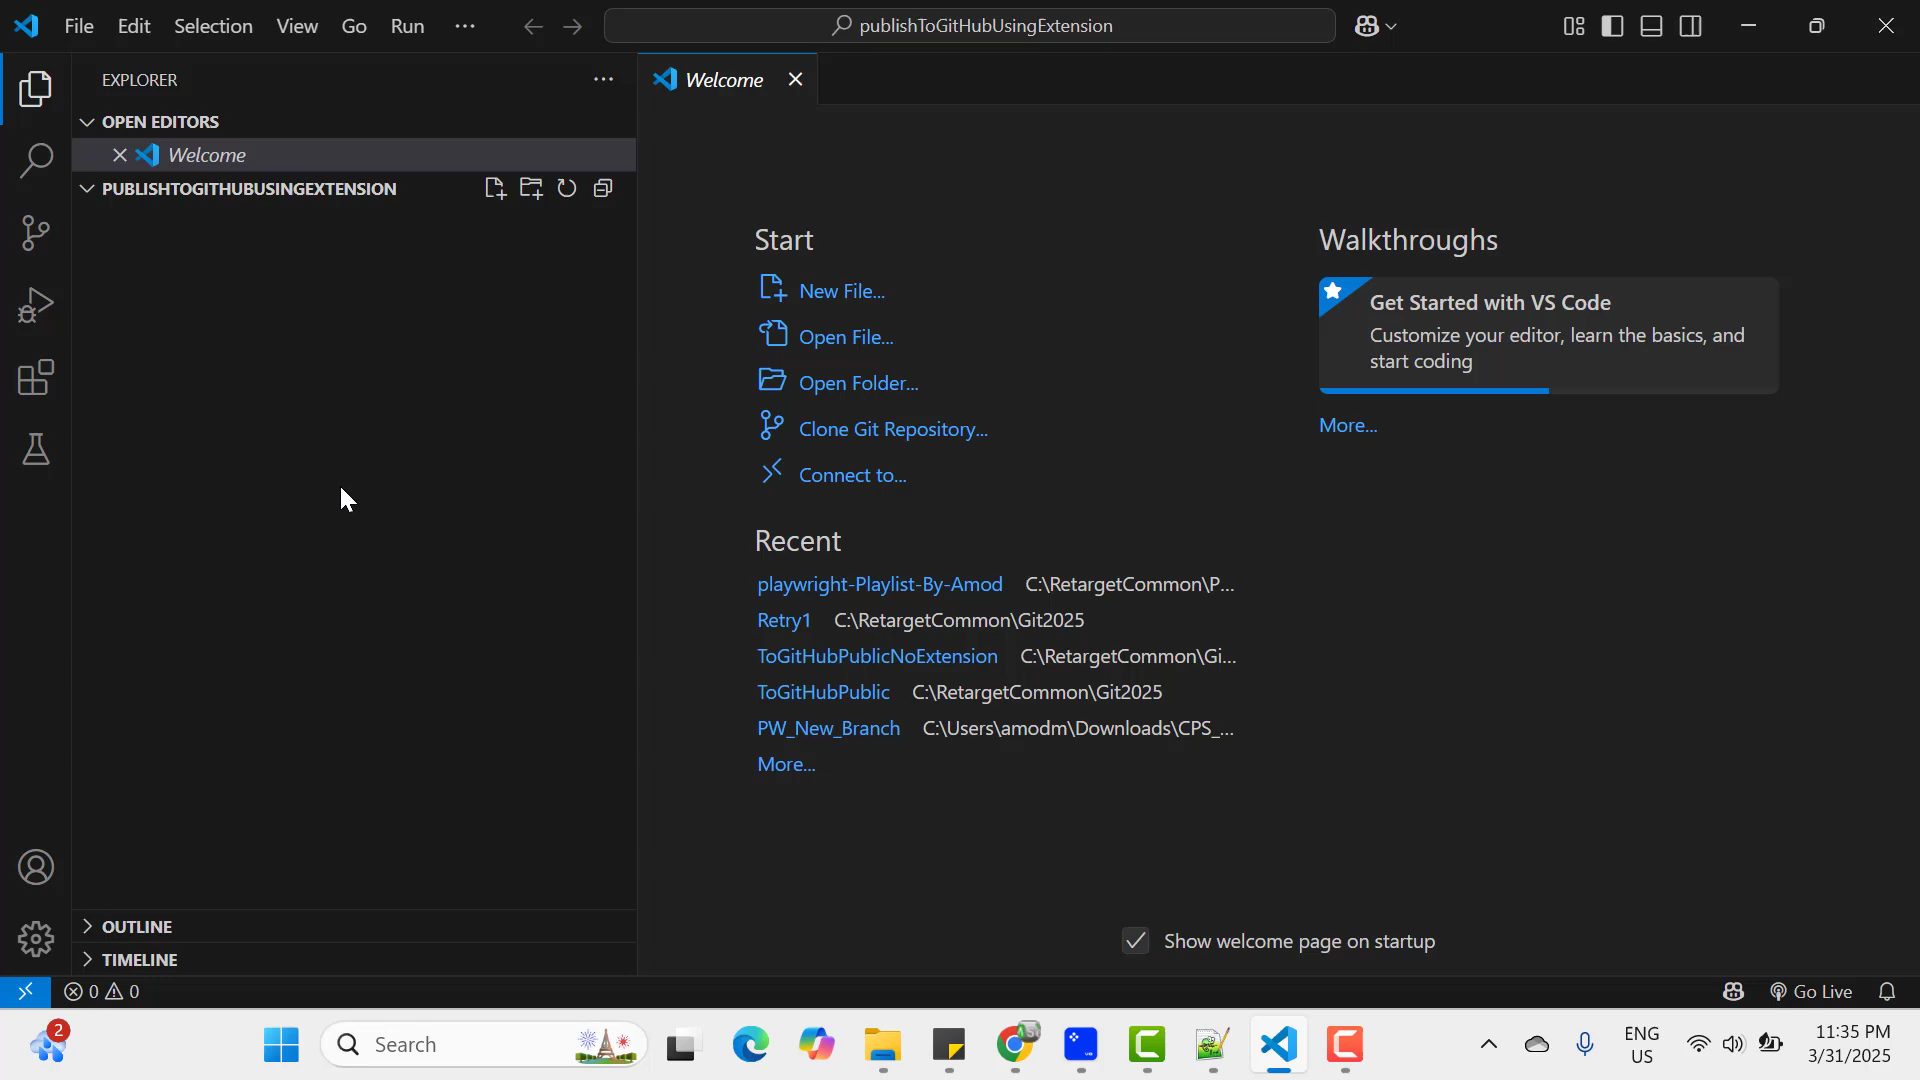 File Edit Selection View Go Run ···
publishToGitHubUsingExtension
EXPLORER
Welcome
OPEN EDITORS
Welcome
PUBLISHTOGITHUBUSINGEXTENSION
Start
New File...
Open File...
Open Folder...
Clone Git Repository...
Connect to...
Walkthroughs
Get Started with VS Code
Customize your editor, learn the basics, and
start coding
More...
Recent
playwright-Playlist-By-Amod C:\RetargetCommon\P...
Retry1 C:\RetargetCommon\Git2025
ToGitHubPublicNoExtension C:\RetargetCommon\Gi...
ToGitHubPublic C:\RetargetCommon\Git2025
PW_New_Branch C:\Users\amodm\Downloads\CPS_...
More...
Show welcome page on startup
OUTLINE
TIMELINE
0 0
Go Live
2
Search
ENG
US
11:35 PM
3/31/2025